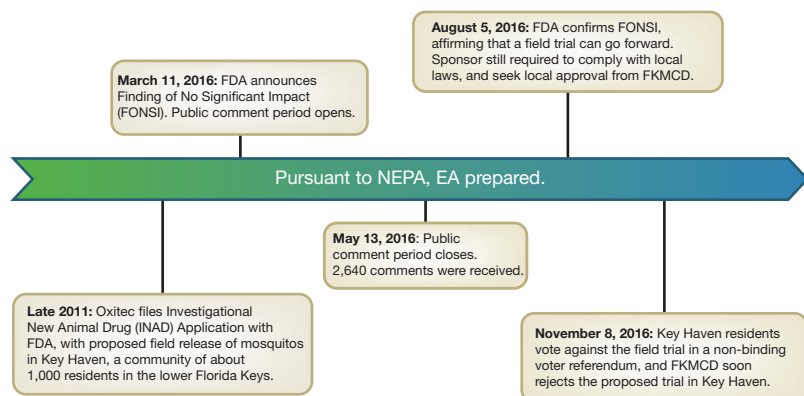 August 5, 2016: FDA confirms FONSI,
affirming that a field trial can go forward.
Sponsor still required to comply with local
laws, and seek local approval from FKMCD.
March 11, 2016: FDA announces
Finding of No Significant Impact
(FONSI). Public comment period opens.
Pursuant to NEPA, EA prepared.
May 13, 2016: Public
comment period closes.
2,640 comments were received.
Late 2011: Oxitec files Investigational
New Animal Drug (INAD) Application with
FDA, with proposed field release of mosquitos
in Key Haven, a community of about
1,000 residents in the lower Florida Keys.
November 8, 2016: Key Haven residents
vote against the field trial in a non-binding
voter referendum, and FKMCD soon
rejects the proposed trial in Key Haven.